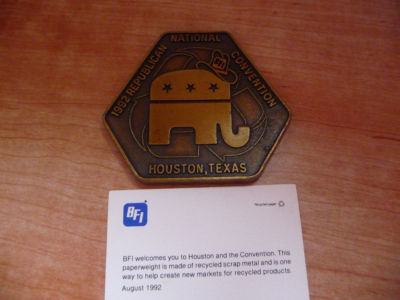 1992 REPUBLICAN NATIONAL CONVENTION
BFI
HOUSTON, TEXAS
BFI
Recycled paper
BFI welcomes you to Houston and the Convention. This
paperweight is made of recycled scrap metal and is one
way to help create new markets for recycled products.
August 1992